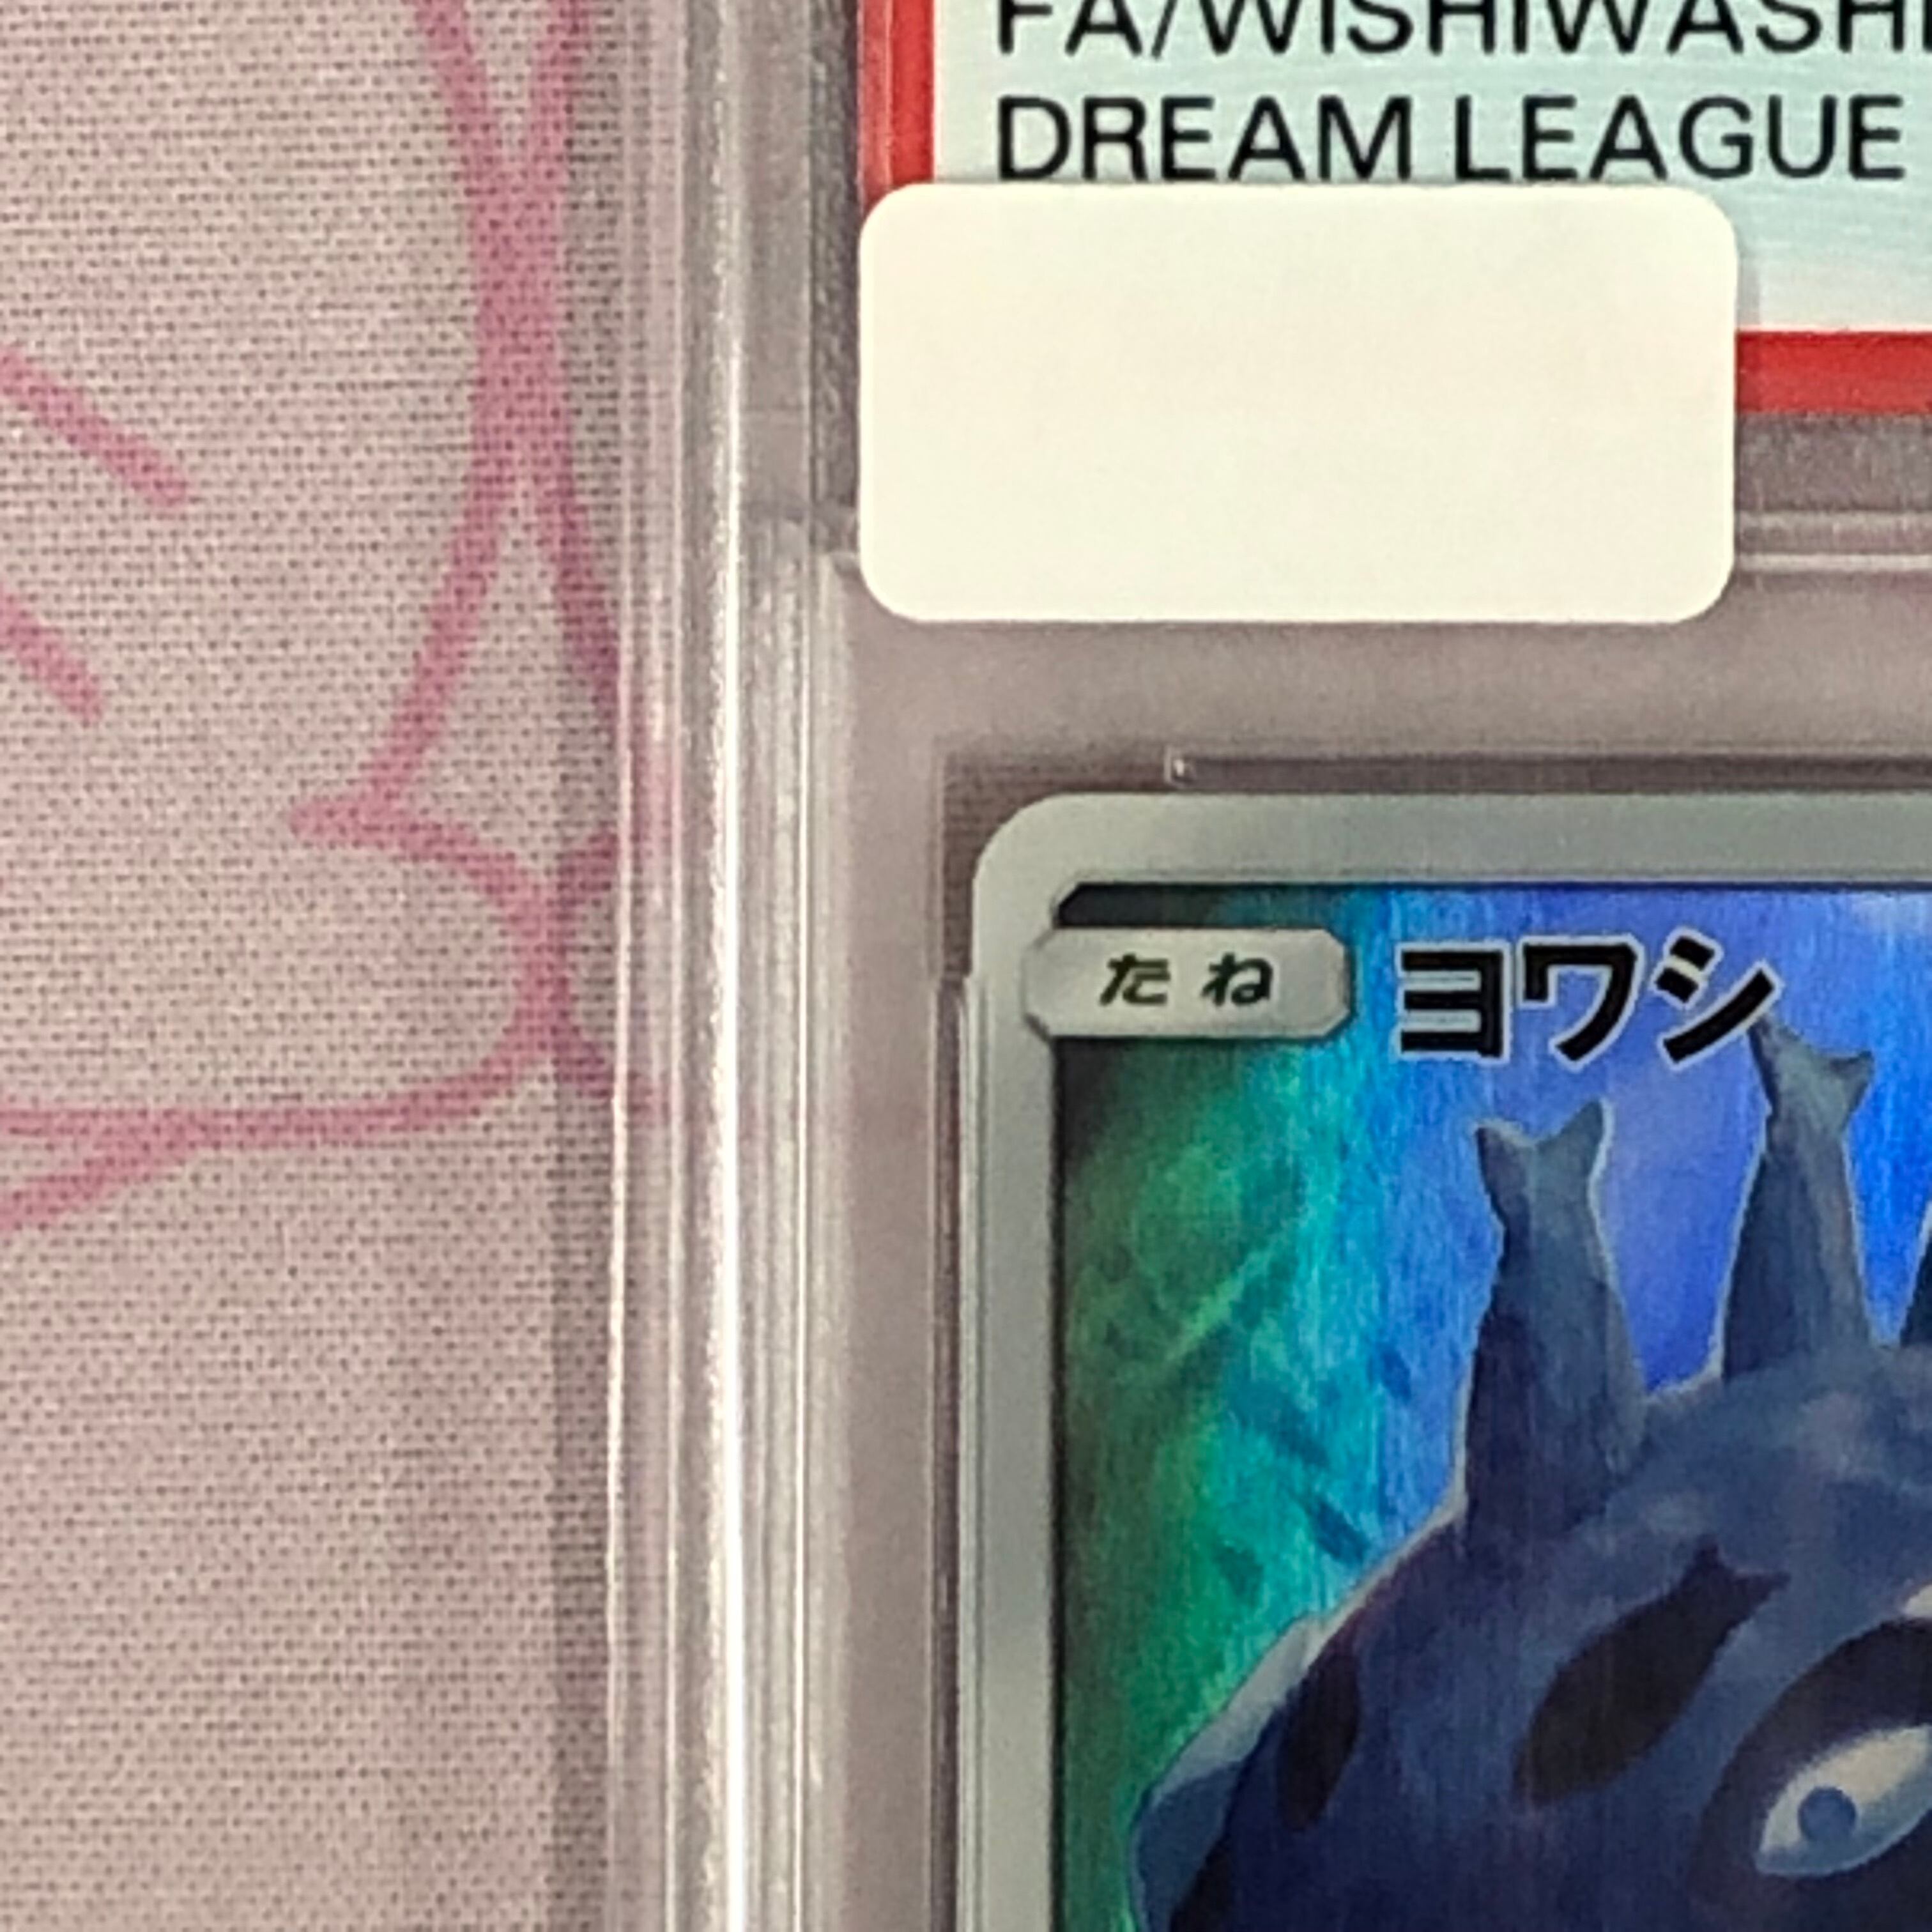 FA/WISHIWASHI
DREAM LEAGUE
たね ヨワシ